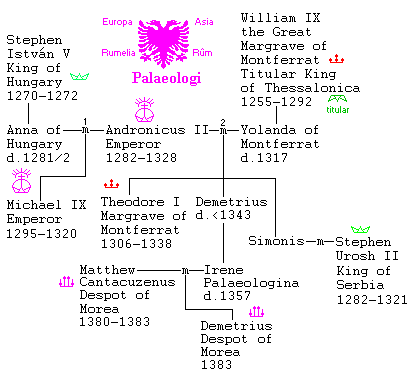 Europa
Asia
Rumelia
Rûm
Palaeologi
Stephen
István V
King of
Hungary
1270–1272
William IX
the Great
Margrave of
Montferrat
Titular King
of Thessalonica
1255–1292
titular
Anna of
Hungary
d.1281/2
1
m
Andronicus II
Emperor
1282–1328
2
m
Yolanda of
Montferrat
d.1317
Michael IX
Emperor
1295–1320
Theodore I
Margrave of
Montferrat
1306–1338
Demetrius
d.<1343
Simonis
m
Stephen
Urosh II
King of
Serbia
1282–1321
Matthew
Cantacuzenus
Despot of
Morea
1380–1383
m
Irene
Palaeologina
d.1357
Demetrius
Despot of
Morea
1383